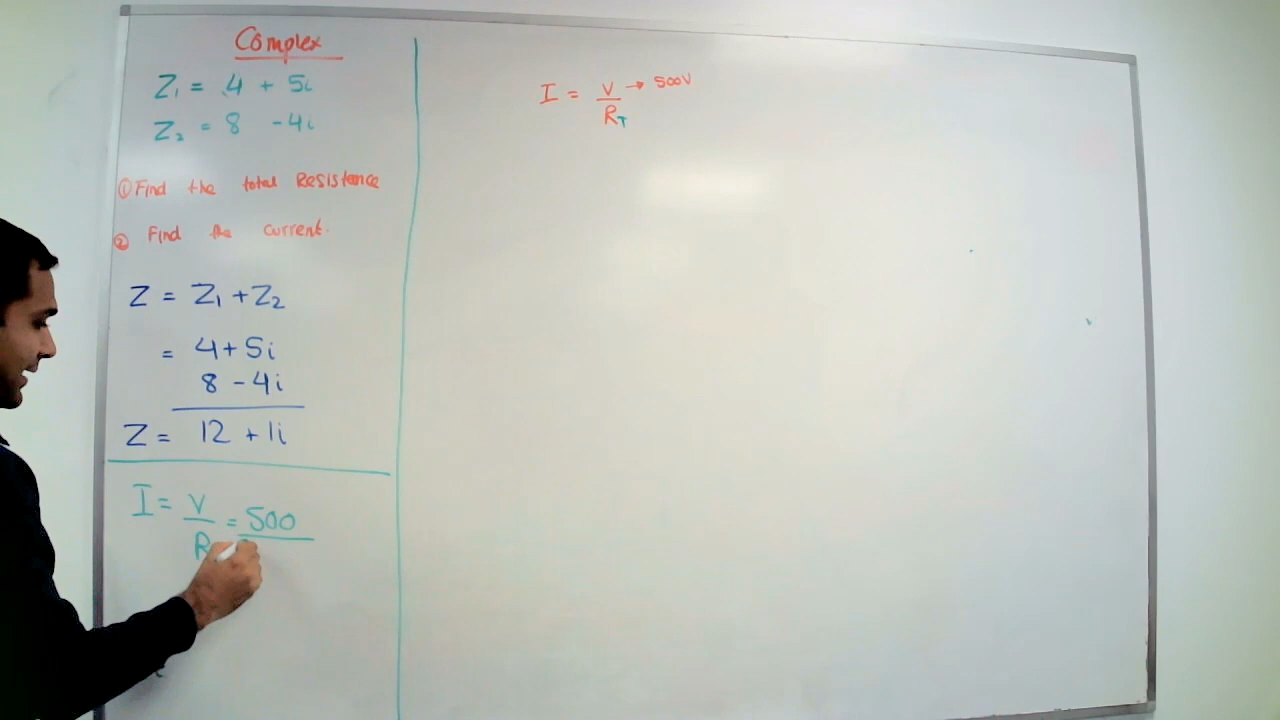 Complex
Z₁ = 4 + 5i
Z₂ = 8 - 4i
① Find the total Resistance
② Find the current.
Z = Z₁ + Z₂
= 4 + 5i
8 - 4i
Z = 12 + 1i
I = V/R = 500
I = V/R_T → 500V